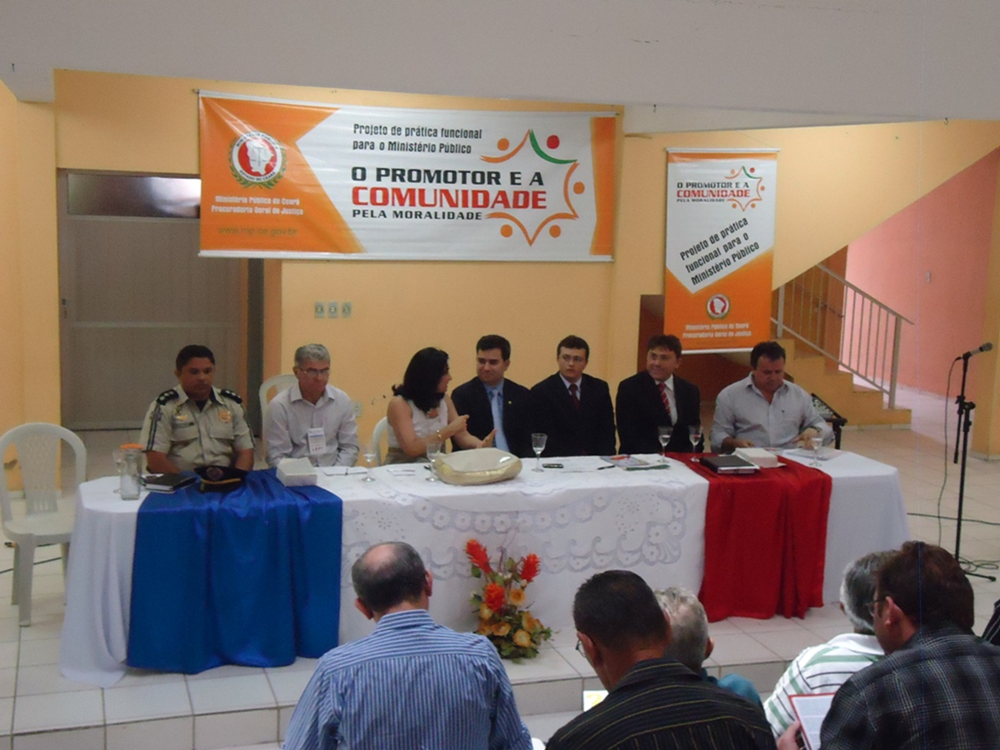 Projeto de prática funcional
para o Ministério Público
O PROMOTOR E A
COMUNIDADE
PELA MORALIDADE
Ministério Público do Ceará
Procuradoria Geral de Justiça
www.mp.ce.gov.br
O PROMOTOR E A
COMUNIDADE
PELA MORALIDADE
Projeto de prática
funcional para o
Ministério Público
Ministério Público do Ceará
Procuradoria Geral de Justiça